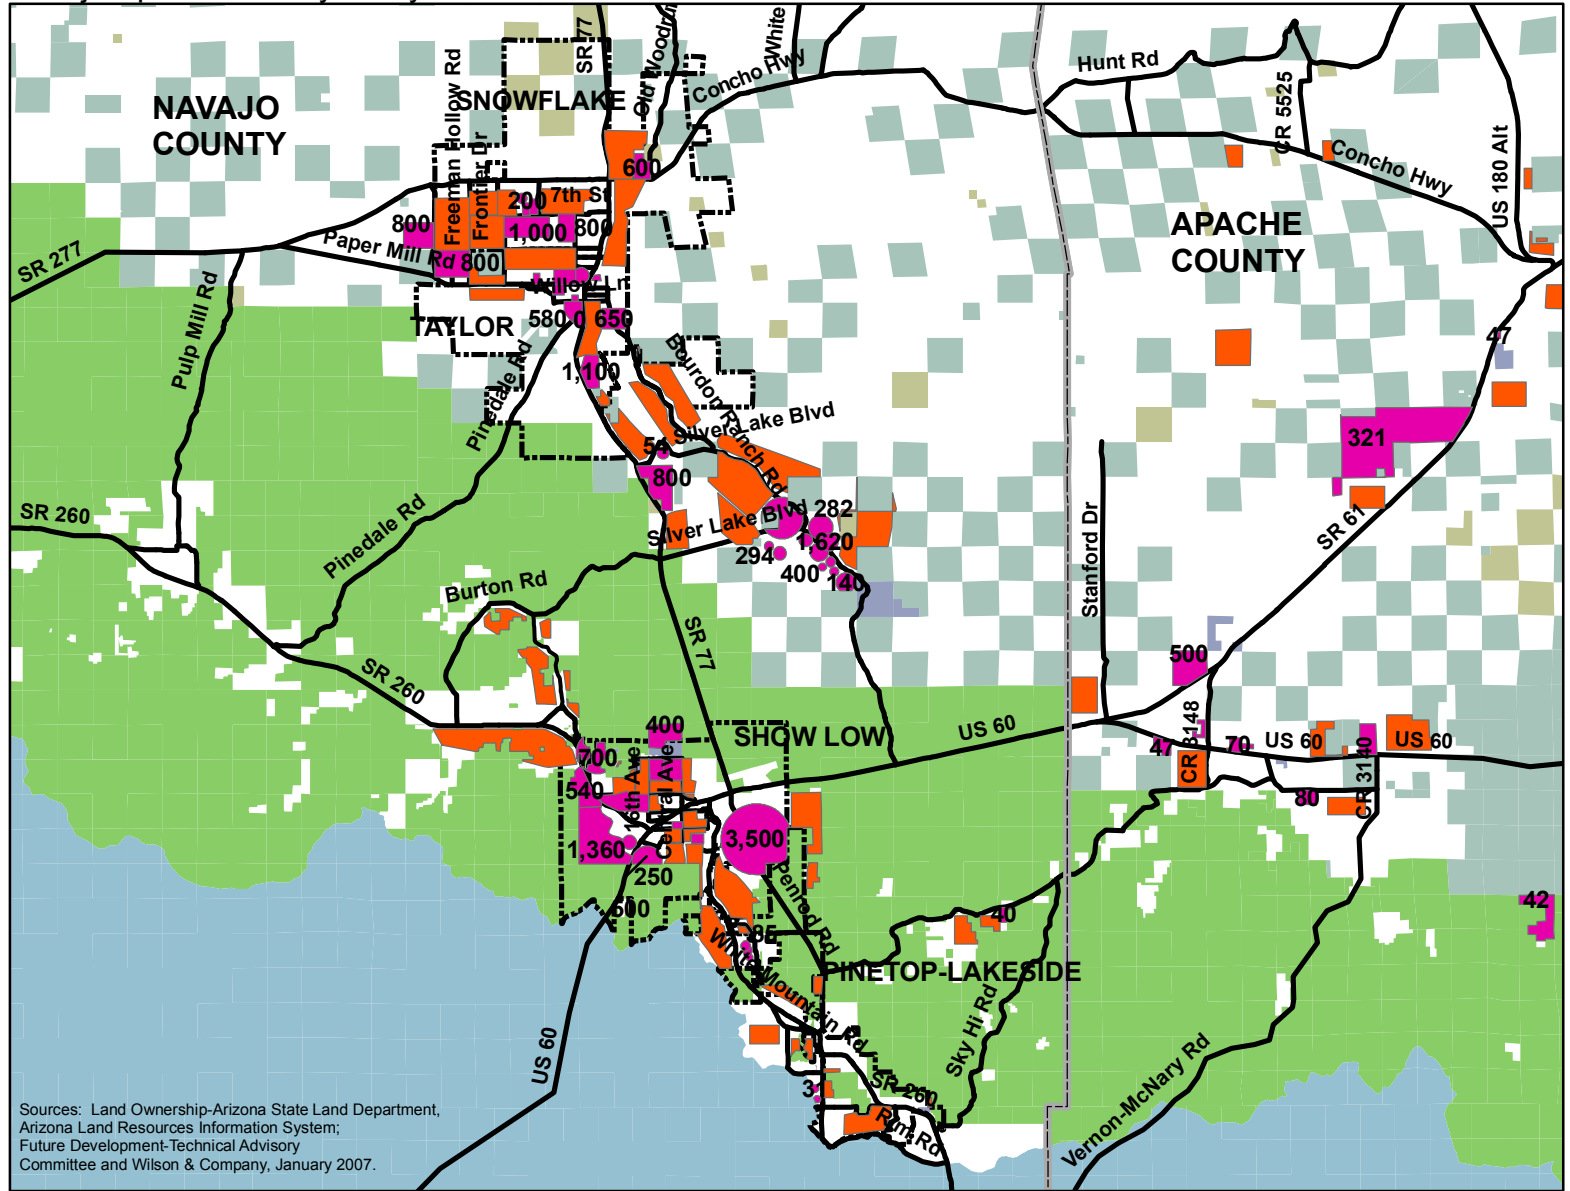 SR 77
Old Woodru
White
Concho Hwy
Hunt Rd
NAVAJO
COUNTY
SNOWFLAKE
Freeman Hollow Rd
Frontier Dr
CR 5525
Concho Hwy
US 180 Alt
600
200
7th St
800
1,000
800
APACHE
COUNTY
SR 277
Paper Mill Rd
800
Pulp Mill Rd
Willow Ln
TAYLOR
580
0
650
47
Pinedale Rd
1,100
Bourdon Ranch Rd
Silver Lake Blvd
321
54
800
SR 260
Pinedale Rd
Silver Lake Blvd
282
1,620
294
400
140
SR 61
Stanford Dr
Burton Rd
SR 77
500
SR 260
400
SHOW LOW
US 60
CR 3148
47
70
US 60
US 60
700
540
16th Ave
Central Ave
CR 3140
80
3,500
1,360
250
600
Penrod Rd
40
42
85
White Mountain Rd
PINETOP-LAKESIDE
Sky Hi Rd
US 60
SR 260
Rim Rd
Vernon-McNary Rd
Sources: Land Ownership-Arizona State Land Department,
Arizona Land Resources Information System;
Future Development-Technical Advisory
Committee and Wilson & Company, January 2007.